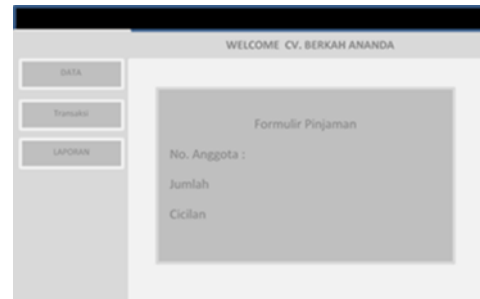 WELCOME CV. BERKAH ANANDA
DATA
Transaksi
LAPORAN
Formulir Pinjaman
No. Anggota :
Jumlah
Cicilan